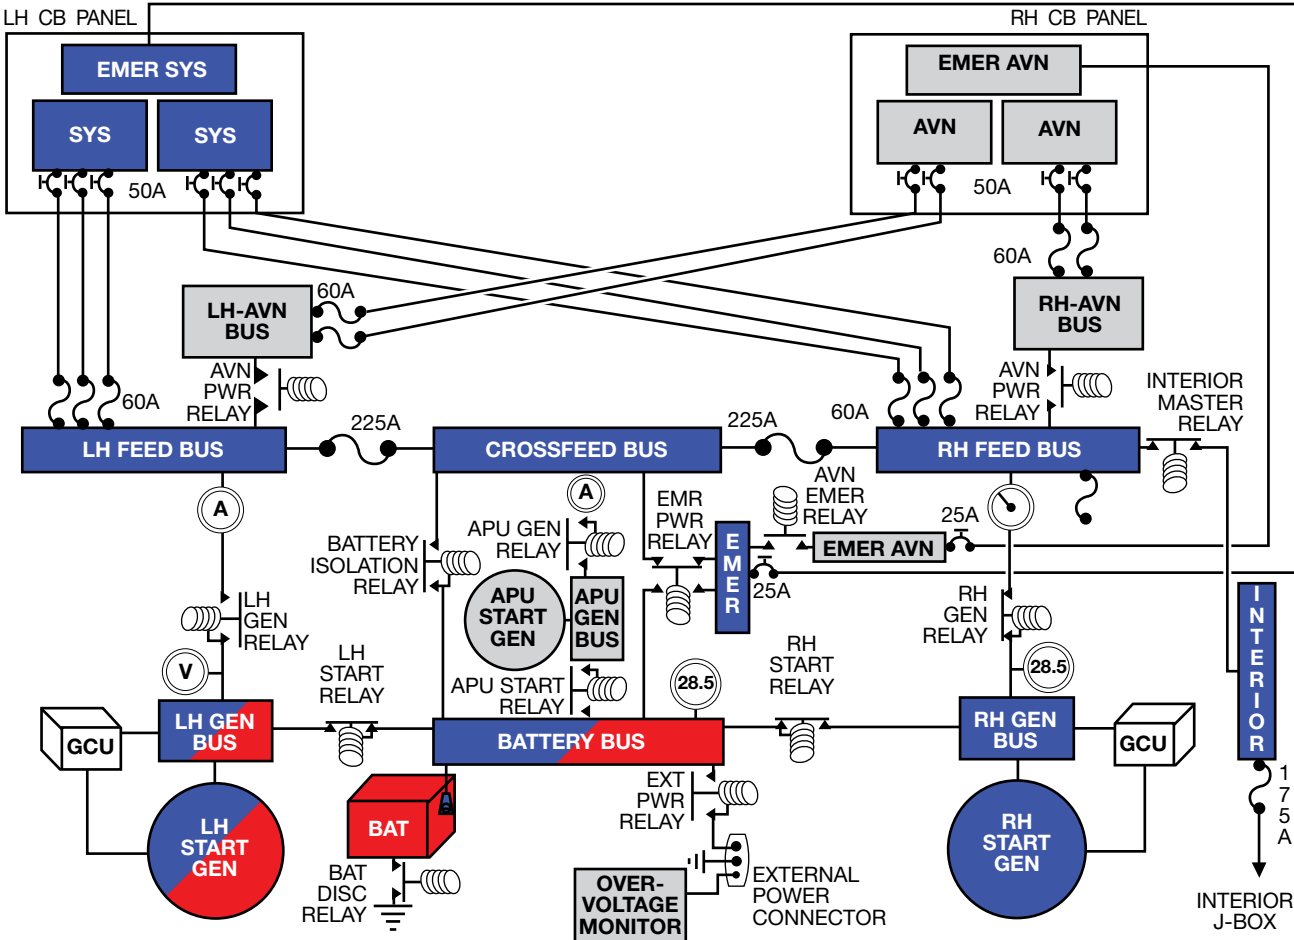 LH CB PANEL
RH CB PANEL
EMER SYS
SYS
SYS
50A
EMER AVN
AVN
AVN
50A
60A
LH-AVN
BUS
60A
RH-AVN
BUS
AVN
PWR
RELAY
AVN
PWR
RELAY
INTERIOR
MASTER
RELAY
60A
225A
225A
60A
LH FEED BUS
CROSSFEED BUS
RH FEED BUS
A
BATTERY
ISOLATION
RELAY
APU GEN
RELAY
A
EMR
PWR
RELAY
AVN
EMER
RELAY
EMER
EMER AVN
25A
25A
LH
GEN
RELAY
APU
START
GEN
APU
GEN
BUS
RH
GEN
RELAY
INTERIOR
V
LH
START
RELAY
APU START
RELAY
28.5
RH
START
RELAY
28.5
GCU
LH GEN
BUS
BATTERY BUS
RH GEN
BUS
GCU
LH
START
GEN
BAT
EXT
PWR
RELAY
RH
START
GEN
175A
BAT
DISC
RELAY
OVER-
VOLTAGE
MONITOR
EXTERNAL
POWER
CONNECTOR
INTERIOR
J-BOX